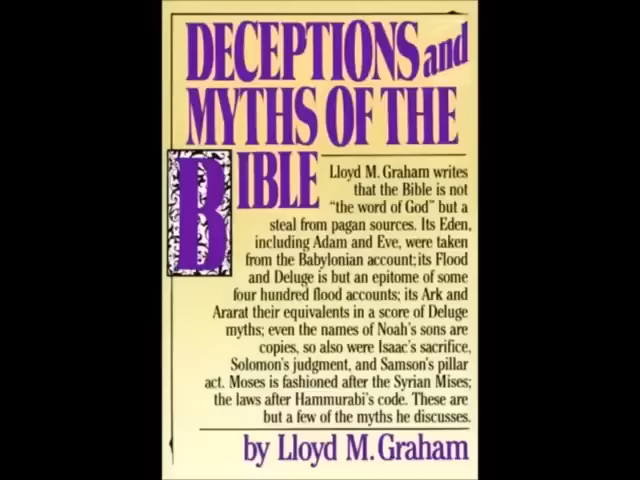 DECEPTIONS and
MYTHS OF THE
BIBLE
Lloyd M. Graham writes
that the Bible is not
“the word of God” but a
steal from pagan sources. Its Eden,
including Adam and Eve, were taken
from the Babylonian account; its Flood
and Deluge is but an epitome of some
four hundred flood accounts; its Ark and
Ararat their equivalents in a score of Deluge
myths; even the names of Noah's sons are
copies, so also were Isaac's sacrifice,
Solomon's judgment, and Samson's pillar
act. Moses is fashioned after the Syrian Mises;
the laws after Hammurabi's code. These are
but a few of the myths he discusses.
by Lloyd M. Graham